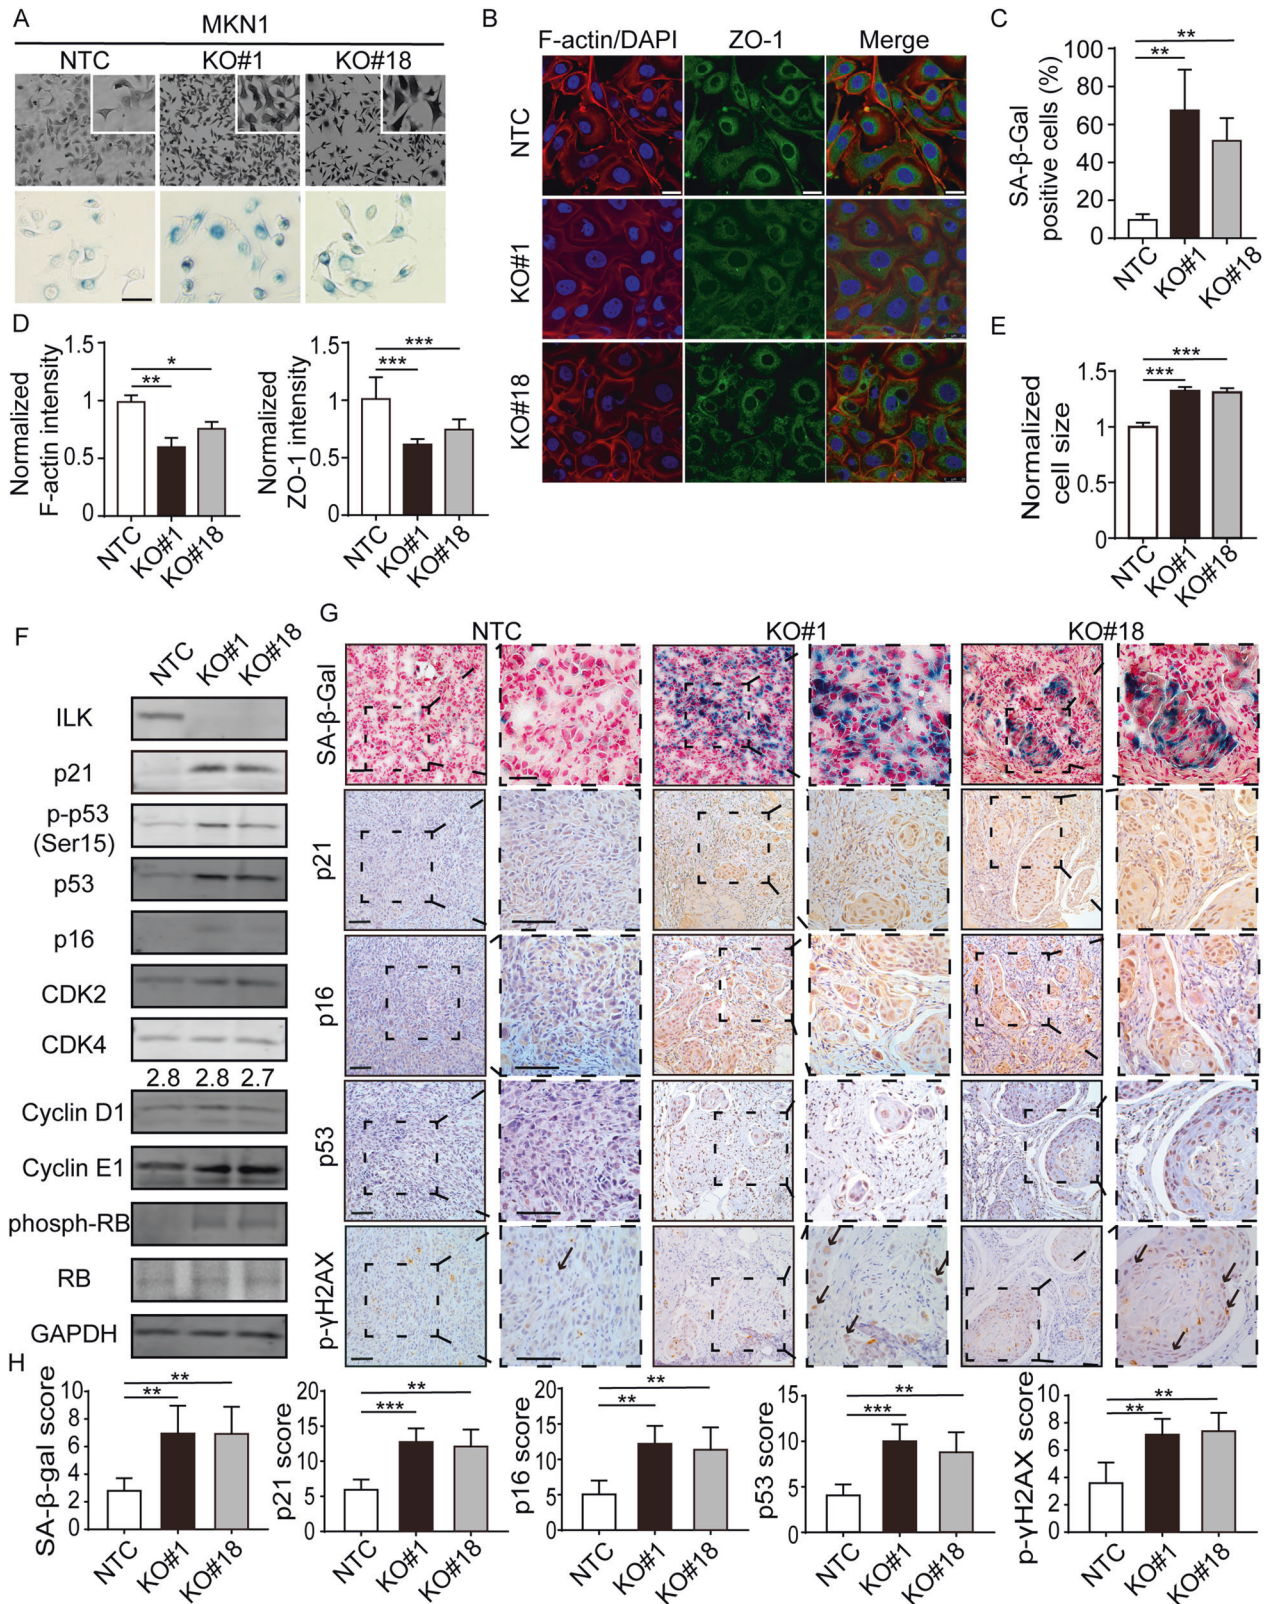 A
MKN1
NTC KO#1 KO#18
B
F-actin/DAPI ZO-1 Merge
NTC
KO#1
KO#18
C
SA-β-Gal
positive cells (%)
100
80
60
40
20
0
** **
NTC KO#1 KO#18
D
Normalized
F-actin intensity
1.5
1
0.5
0
** *
NTC KO#1 KO#18
Normalized
ZO-1 intensity
1.5
1
0.5
0
*** ***
NTC KO#1 KO#18
E
Normalized
cell size
1.5
1
0.5
0
*** ***
NTC KO#1 KO#18
F
NTC KO#1 KO#18
ILK
p21
p-p53
(Ser15)
p53
p16
CDK2
CDK4
2.8 2.8 2.7
Cyclin D1
Cyclin E1
phosph-RB
RB
GAPDH
G
NTC KO#1 KO#18
SA-β-Gal
p21
p16
p53
p-γH2AX
H
SA-β-gal score
10
8
6
4
2
0
** **
NTC KO#1 KO#18
p21 score
20
15
10
5
0
*** **
NTC KO#1 KO#18
p16 score
20
15
10
5
0
** **
NTC KO#1 KO#18
p53 score
15
10
5
0
*** **
NTC KO#1 KO#18
p-γH2AX score
10
8
6
4
2
0
** **
NTC KO#1 KO#18